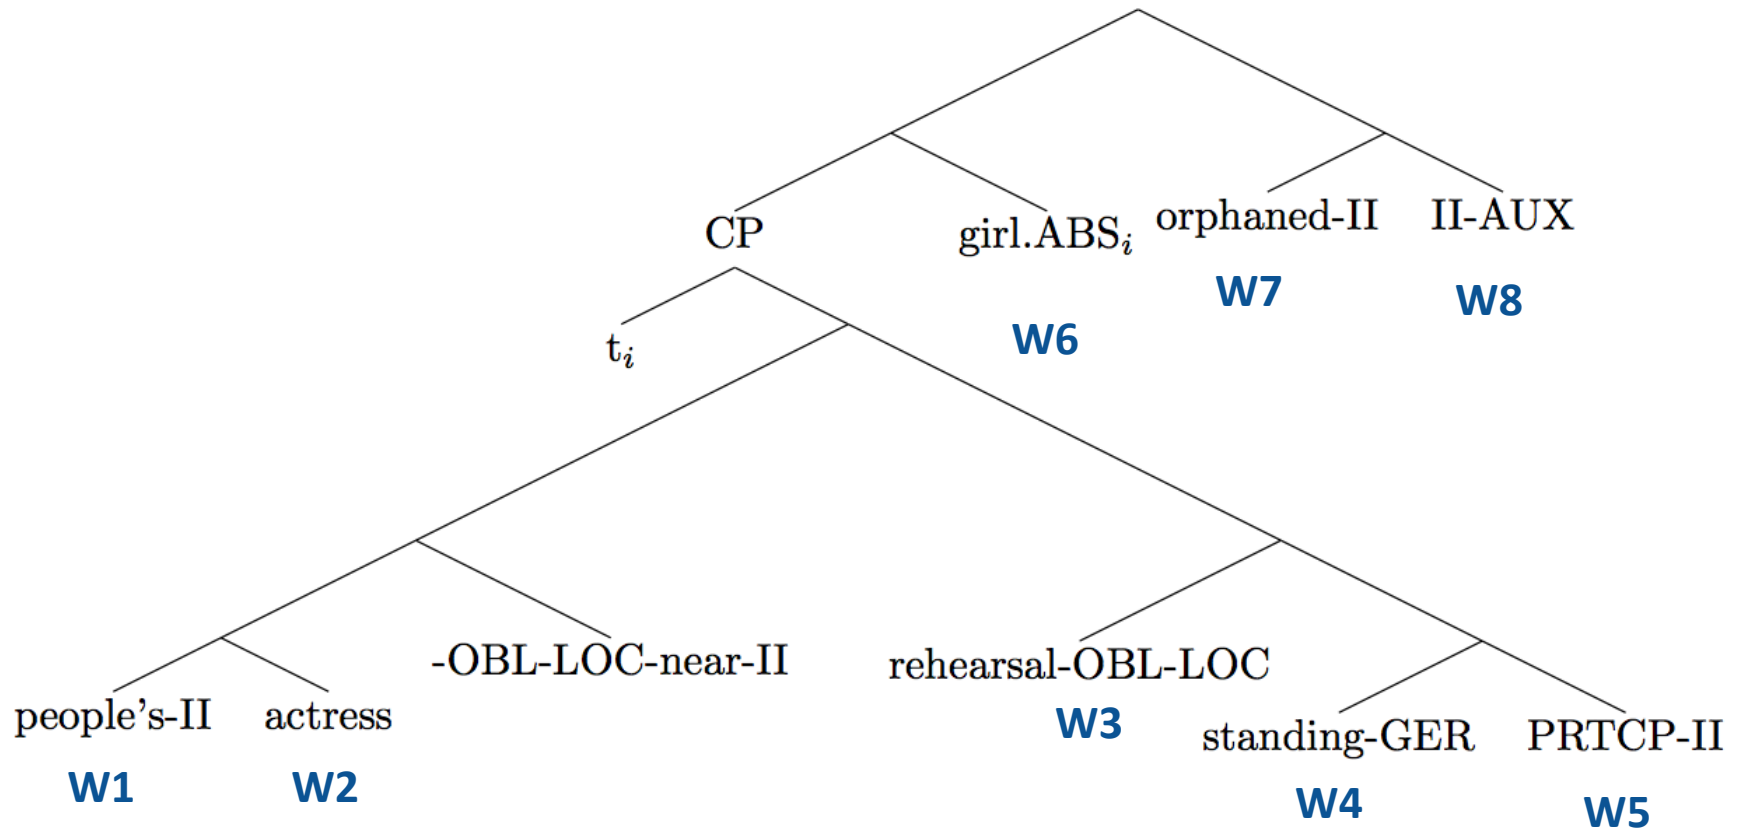 CP
girl.ABSi
orphaned-II
II-AUX
W7
W8
ti
W6
-OBL-LOC-near-II
rehearsal-OBL-LOC
people's-II
actress
W3
standing-GER
PRTCP-II
W1
W2
W4
W5